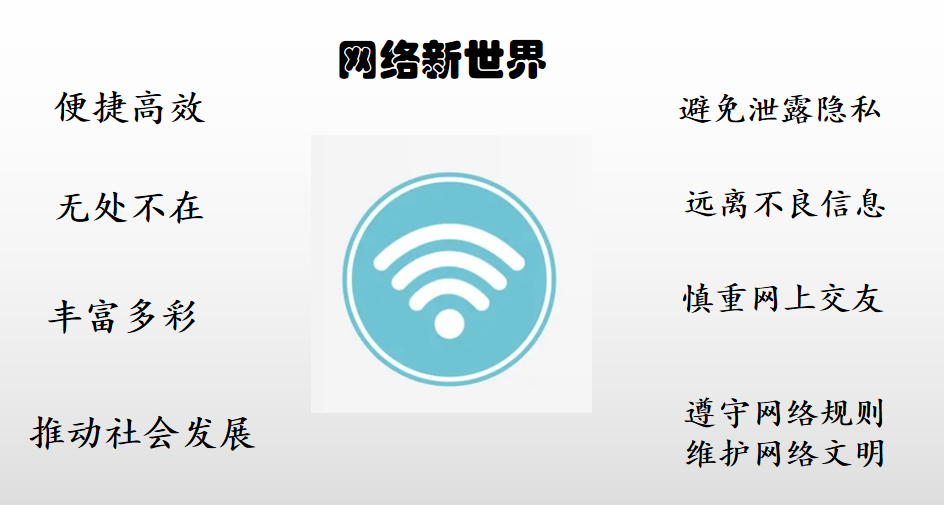 网络新世界
便捷高效
无处不在
丰富多彩
推动社会发展
避免泄露隐私
远离不良信息
慎重网上交友
遵守网络规则
维护网络文明